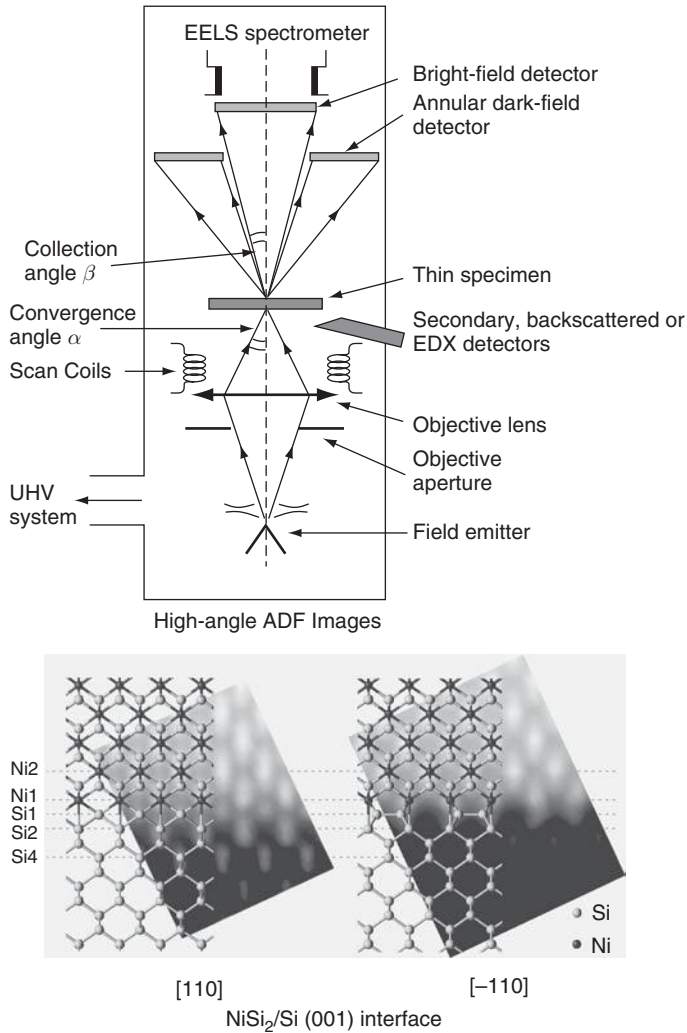 EELS spectrometer
Bright-field detector
Annular dark-field
detector
Collection
angle β
Thin specimen
Convergence
angle α
Secondary, backscattered or
EDX detectors
Scan Coils
Objective lens
Objective
aperture
UHV
system
Field emitter
High-angle ADF Images
Ni2
Ni1
Si1
Si2
Si4
Si
Ni
[110]
[−110]
NiSi₂/Si (001) interface